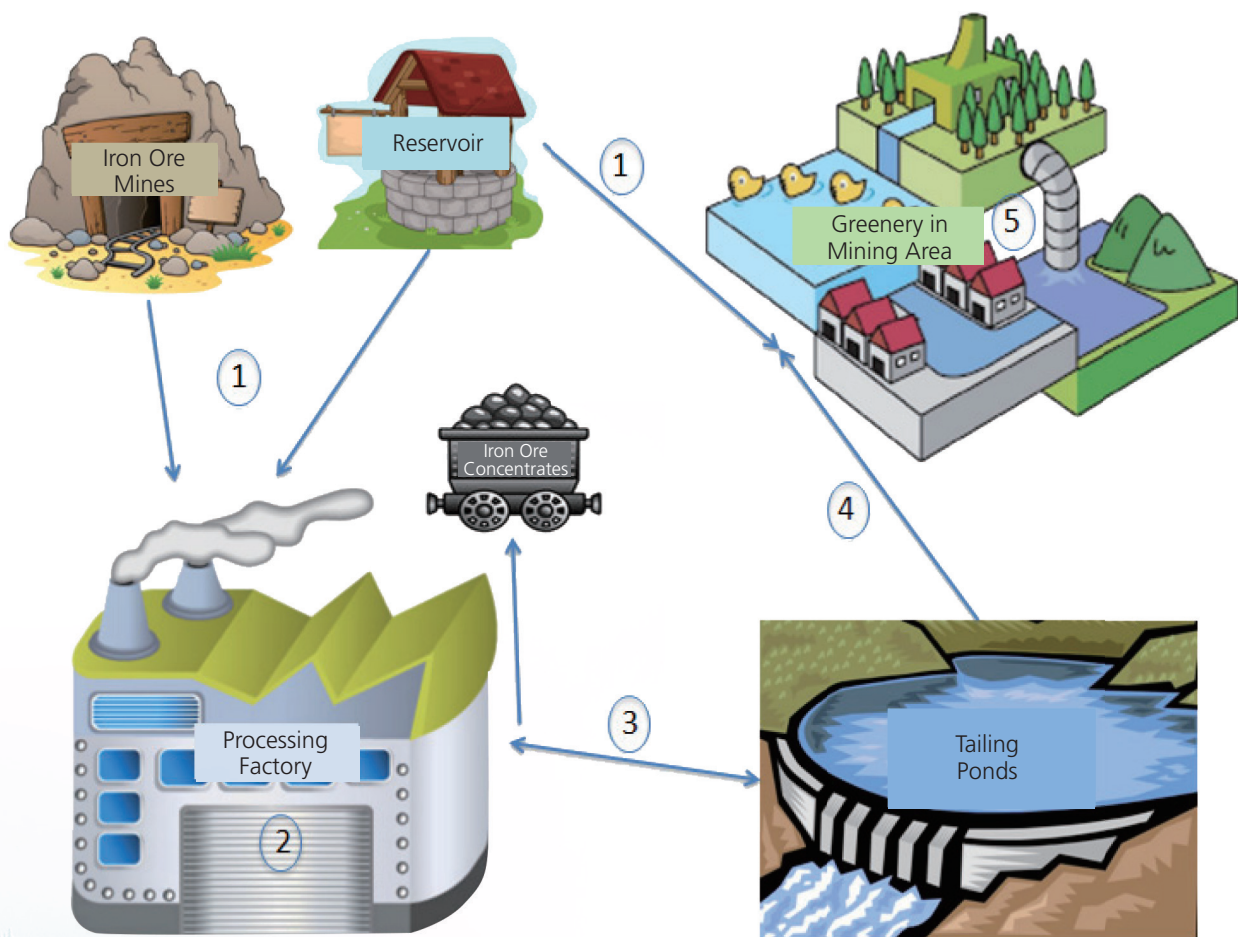 Iron Ore
Mines
Reservoir
1
Greenery in
Mining Area
5
1
Iron Ore
Concentrates
4
3
Processing
Factory
2
Tailing
Ponds